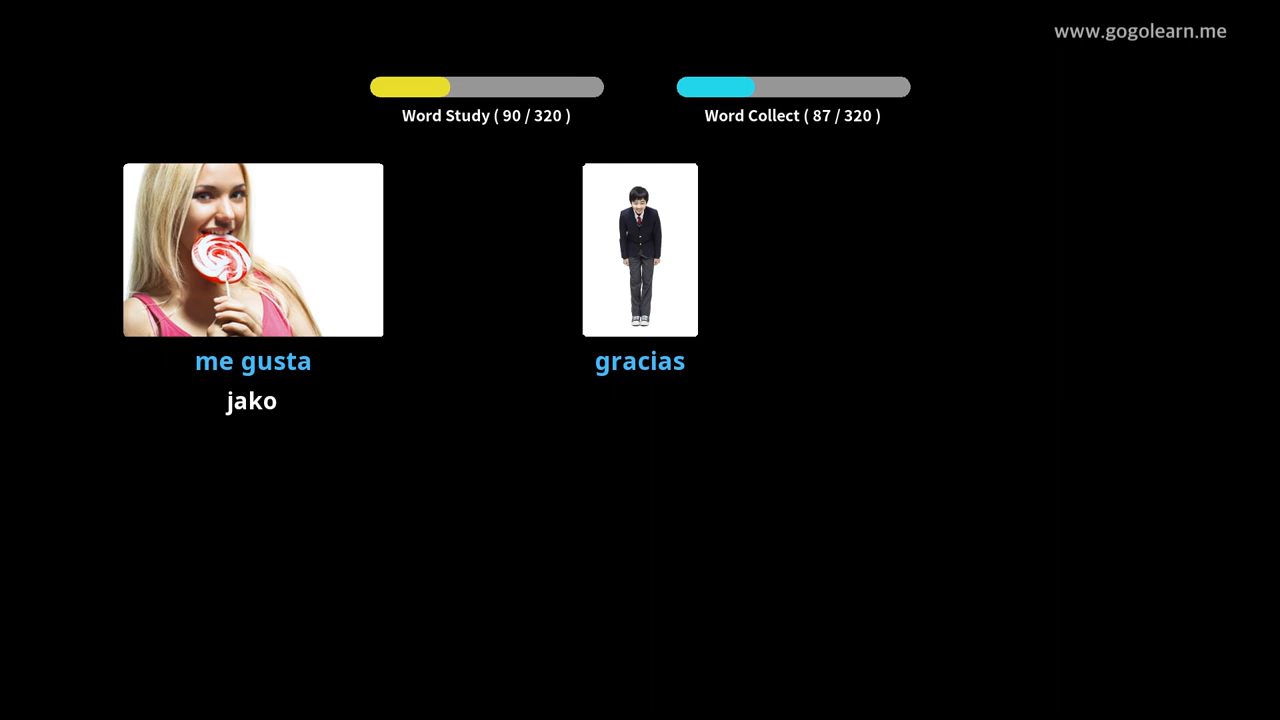 www.gogolearn.me
Word Study ( 90 / 320 )
Word Collect ( 87 / 320 )
me gusta
gracias
jako